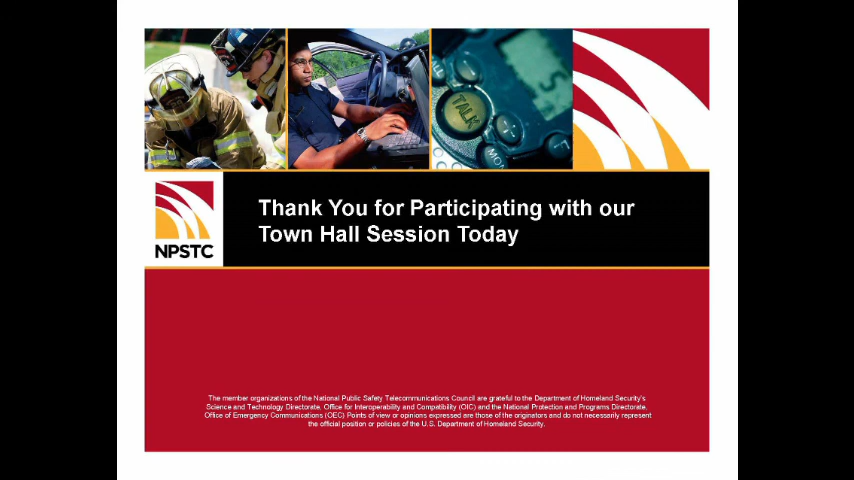 TALK
MON
NPSTC
Thank You for Participating with our
Town Hall Session Today
The member organizations of the National Public Safety Telecommunications Council are grateful to the Department of Homeland Security's
Science and Technology Directorate, Office for Interoperability and Compatibility (OIC) and the National Protection and Programs Directorate,
Office of Emergency Communications (OEC) Points of view or opinions expressed are those of the originators and do not necessarily represent
the official position or policies of the U.S. Department of Homeland Security.